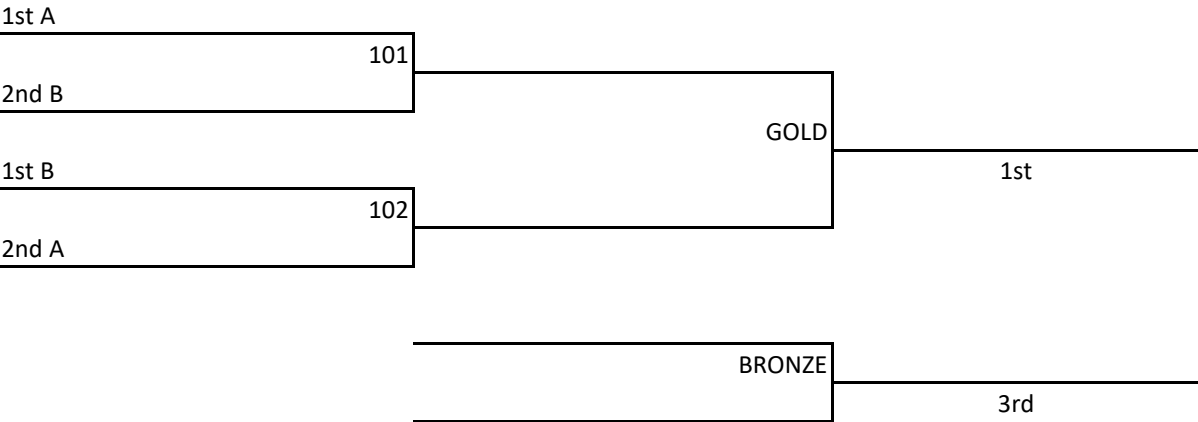 1st A
101
2nd B
GOLD
1st B
1st
102
2nd A
BRONZE
3rd